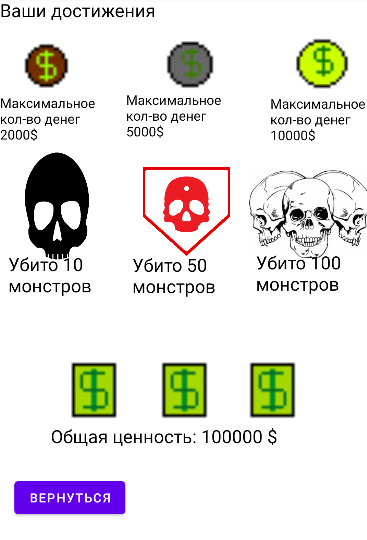 Ваши достижения
$ $ $
Максимальное
кол-во денег
2000$
Максимальное
кол-во денег
5000$
Максимальное
кол-во денег
10000$
Убито 10
монстров
Убито 50
монстров
Убито 100
монстров
$ $ $
Общая ценность: 100000 $
ВЕРНУТЬСЯ